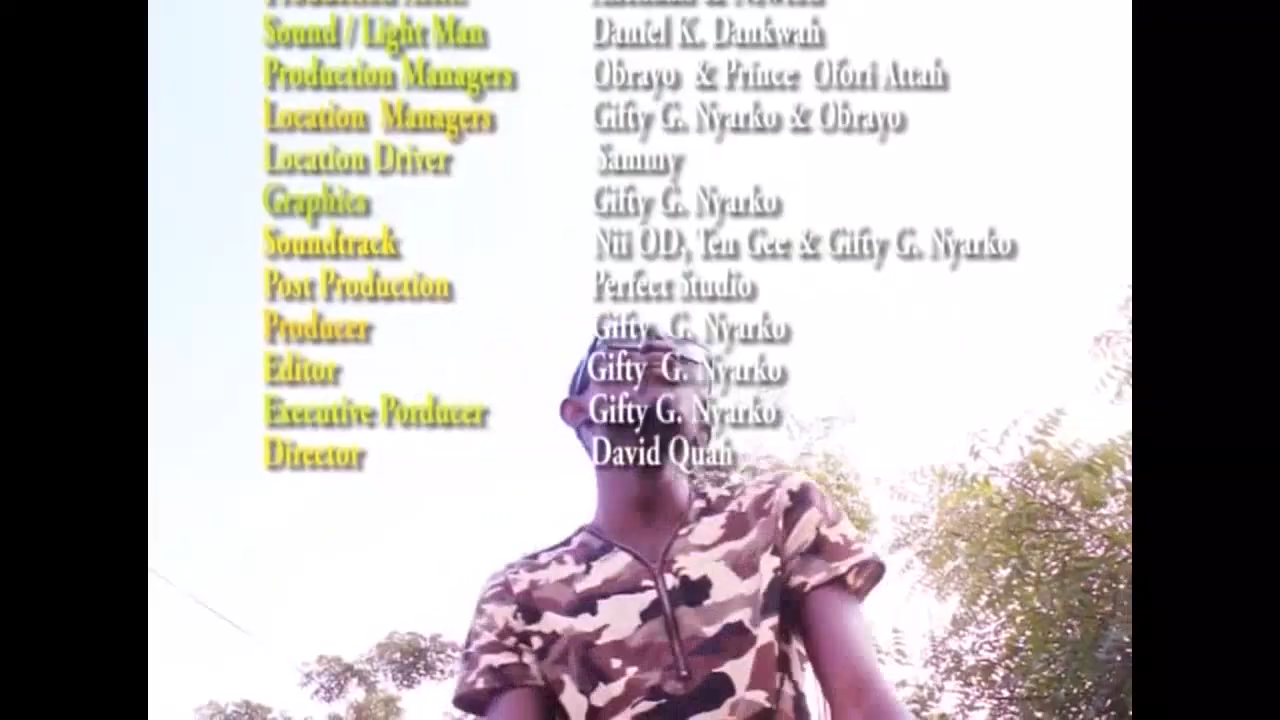 Sound / Light Man Daniel K. Dankwah
Production Managers Obrayo & Prince Ofori Attah
Location Managers Gifty G. Nyarko & Obrayo
Location Driver Sammy
Graphics Gifty G. Nyarko
Soundtrack Nii OD, Ten Gee & Gifty G. Nyarko
Post Production Perfect Studio
Producer Gifty G. Nyarko
Editor Gifty G. Nyarko
Executive Porducer Gifty G. Nyarko
Director David Quah